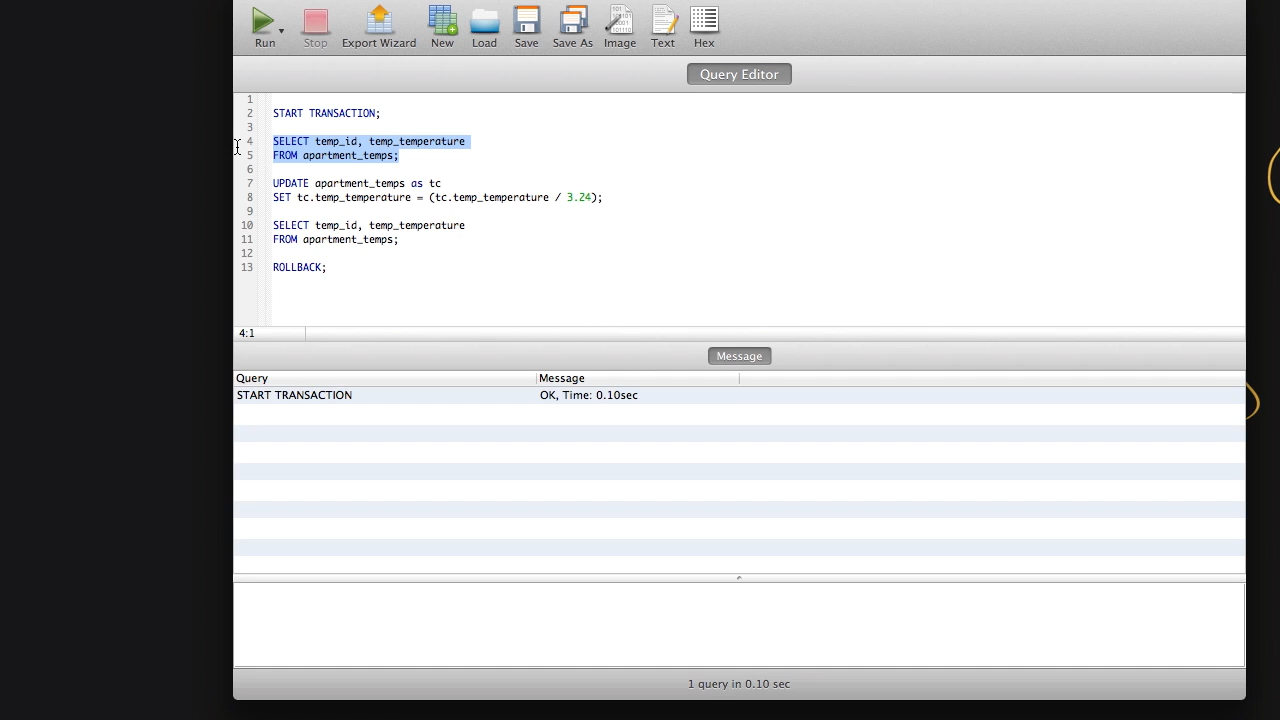 Run Stop Export Wizard New Load Save Save As Image Text Hex
Query Editor
1
2 START TRANSACTION;
3
4 SELECT temp_id, temp_temperature
5 FROM apartment_temps;
6
7 UPDATE apartment_temps as tc
8 SET tc.temp_temperature = (tc.temp_temperature / 3.24);
9
10 SELECT temp_id, temp_temperature
11 FROM apartment_temps;
12
13 ROLLBACK;
4:1
Message
Query Message
START TRANSACTION OK, Time: 0.10sec
1 query in 0.10 sec